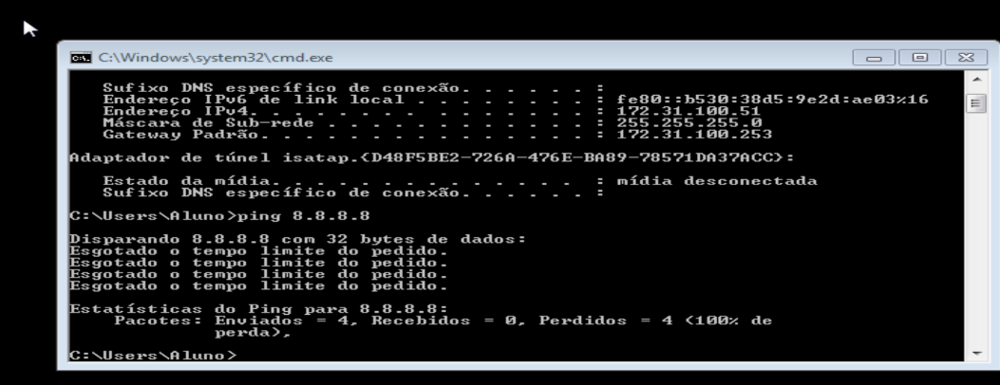 C:\Windows\system32\cmd.exe
Sufixo DNS específico de conexão. . . . . . :
Endereço IPv6 de link local . . . . . . . . : fe80::b530:38d5:9e2d:ae03%16
Endereço IPv4. . . . . . . . . . . . . . . : 172.31.100.51
Máscara de Sub-rede . . . . . . . . . . . . : 255.255.255.0
Gateway Padrão. . . . . . . . . . . . . . . : 172.31.100.253
Adaptador de túnel isatap.{D48F5BE2-726A-476E-BA89-78571DA37ACC}:
Estado da mídia. . . . . . . . . . . . . . : mídia desconectada
Sufixo DNS específico de conexão. . . . . . :
C:\Users\Aluno>ping 8.8.8.8
Disparando 8.8.8.8 com 32 bytes de dados:
Esgotado o tempo limite do pedido.
Esgotado o tempo limite do pedido.
Esgotado o tempo limite do pedido.
Esgotado o tempo limite do pedido.
Estatísticas do Ping para 8.8.8.8:
Pacotes: Enviados = 4, Recebidos = 0, Perdidos = 4 (100% de
perda),
C:\Users\Aluno>